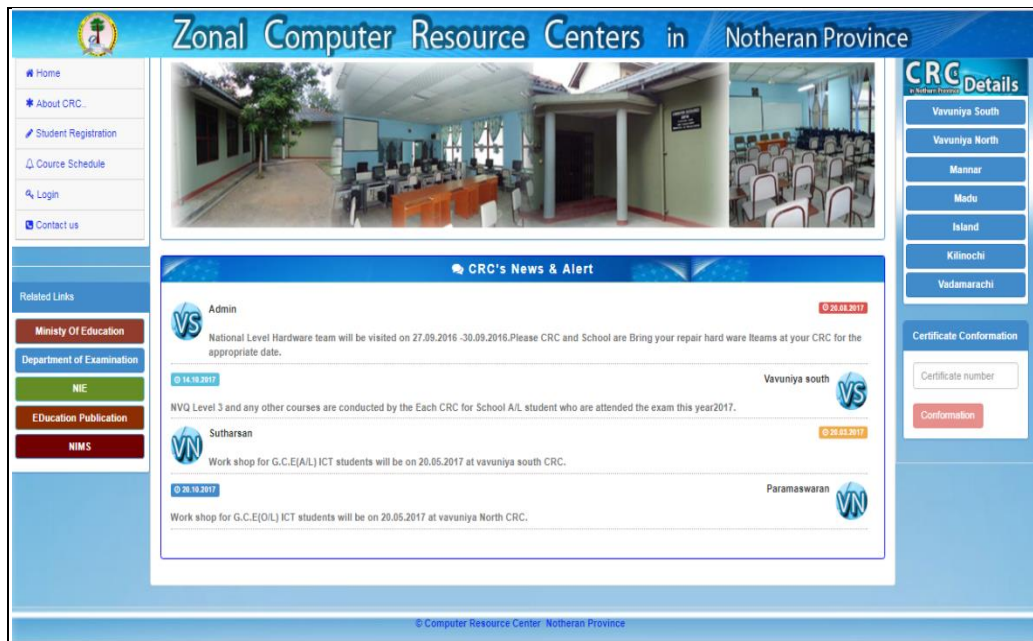 Zonal Computer Resource Centers in Notheran Province
Home
About CRC..
Student Registration
Cource Schedule
Login
Contact us
Related Links
Ministy Of Education
Department of Examination
NIE
EDucation Publication
NIMS
CRC's News & Alert
VS
Admin
20.08.2017
National Level Hardware team will be visited on 27.09.2016 -30.09.2016.Please CRC and School are Bring your repair hard ware Iteams at your CRC for the
appropriate date.
14.10.2017
Vavuniya south
VS
NVQ Level 3 and any other courses are conducted by the Each CRC for School A/L student who are attended the exam this year2017.
VN
Sutharsan
20.03.2017
Work shop for G.C.E(A/L) ICT students will be on 20.05.2017 at vavuniya south CRC.
20.10.2017
Paramaswaran
VN
Work shop for G.C.E(O/L) ICT students will be on 20.05.2017 at vavuniya North CRC.
CRC Details
in Nothern Province
Vavuniya South
Vavuniya North
Mannar
Madu
Island
Kilinochi
Vadamarachi
Certificate Conformation
Certificate number
Conformation
© Computer Resource Center Notheran Province